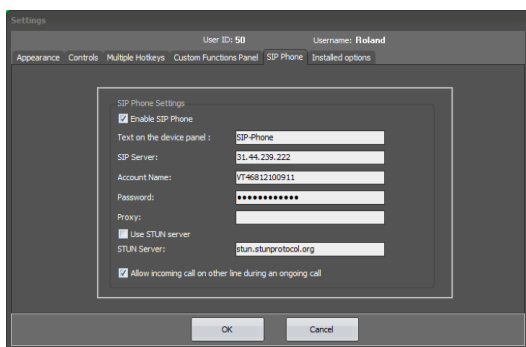 Settings
User ID: 50 Username: Roland
Appearance Controls Multiple Hotkeys Custom Functions Panel SIP Phone Installed options
SIP Phone Settings
Enable SIP Phone
Text on the device panel : SIP-Phone
SIP Server: 31.44.239.222
Account Name: VT46812100911
Password: ●●●●●●●●●●●●
Proxy:
Use STUN server
STUN Server: stun.stunprotocol.org
Allow incoming call on other line during an ongoing call
OK Cancel